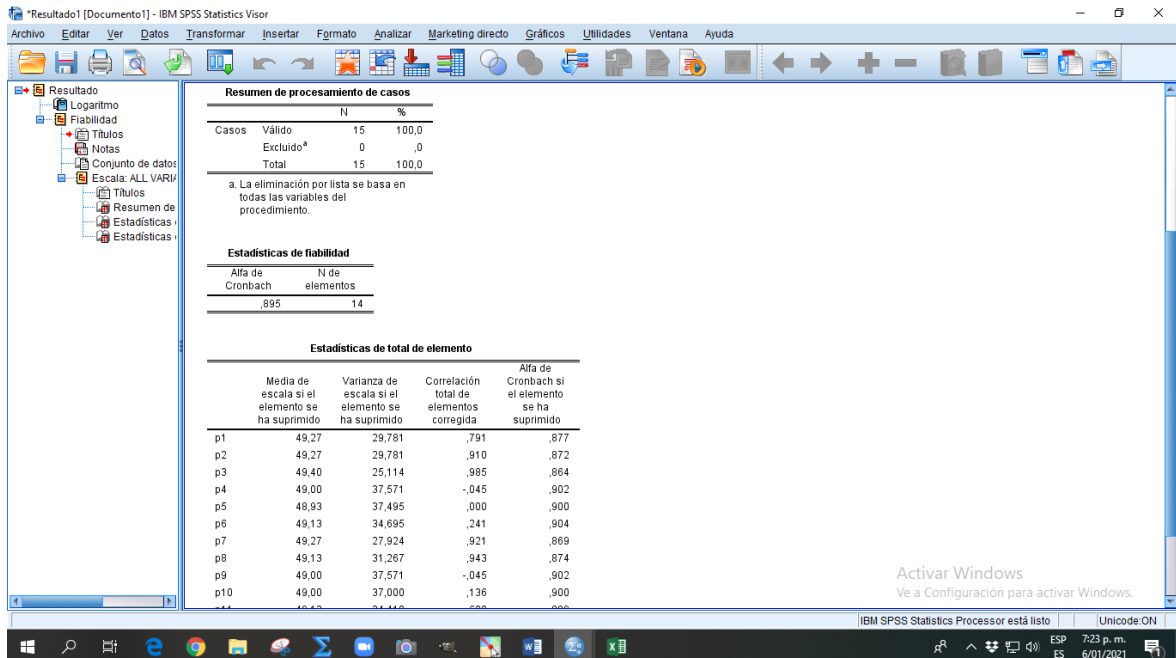 *Resultado1 [Documento1] - IBM SPSS Statistics Visor
Archivo Editar Ver Datos Transformar Insertar Formato Analizar Marketing directo Gráficos Utilidades Ventana Ayuda
Resultado
Logaritmo
Fiabilidad
Títulos
Notas
Conjunto de datos
Escala: ALL VARIA
Títulos
Resumen de
Estadísticas
Estadísticas
Resumen de procesamiento de casos
N %
Casos Válido 15 100,0
Excluidoª 0 ,0
Total 15 100,0
a. La eliminación por lista se basa en
todas las variables del
procedimiento.
Estadísticas de fiabilidad
Alfa de N de
Cronbach elementos
,895 14
Estadísticas de total de elemento
Alfa de
Media de Varianza de Correlación Cronbach si
escala si el escala si el total de el elemento
elemento se elemento se elementos se ha
ha suprimido ha suprimido corregida suprimido
p1 49,27 29,781 ,791 ,877
p2 49,27 29,781 ,910 ,872
p3 49,40 25,114 ,985 ,864
p4 49,00 37,571 -,045 ,902
p5 48,93 37,495 ,000 ,900
p6 49,13 34,695 ,241 ,904
p7 49,27 27,924 ,921 ,869
p8 49,13 31,267 ,943 ,874
p9 49,00 37,571 -,045 ,902
p10 49,00 37,000 ,136 ,900
Activar Windows
Ve a Configuración para activar Windows.
IBM SPSS Statistics Processor está listo Unicode:ON
ESP 7:23 p. m.
ES 6/01/2021